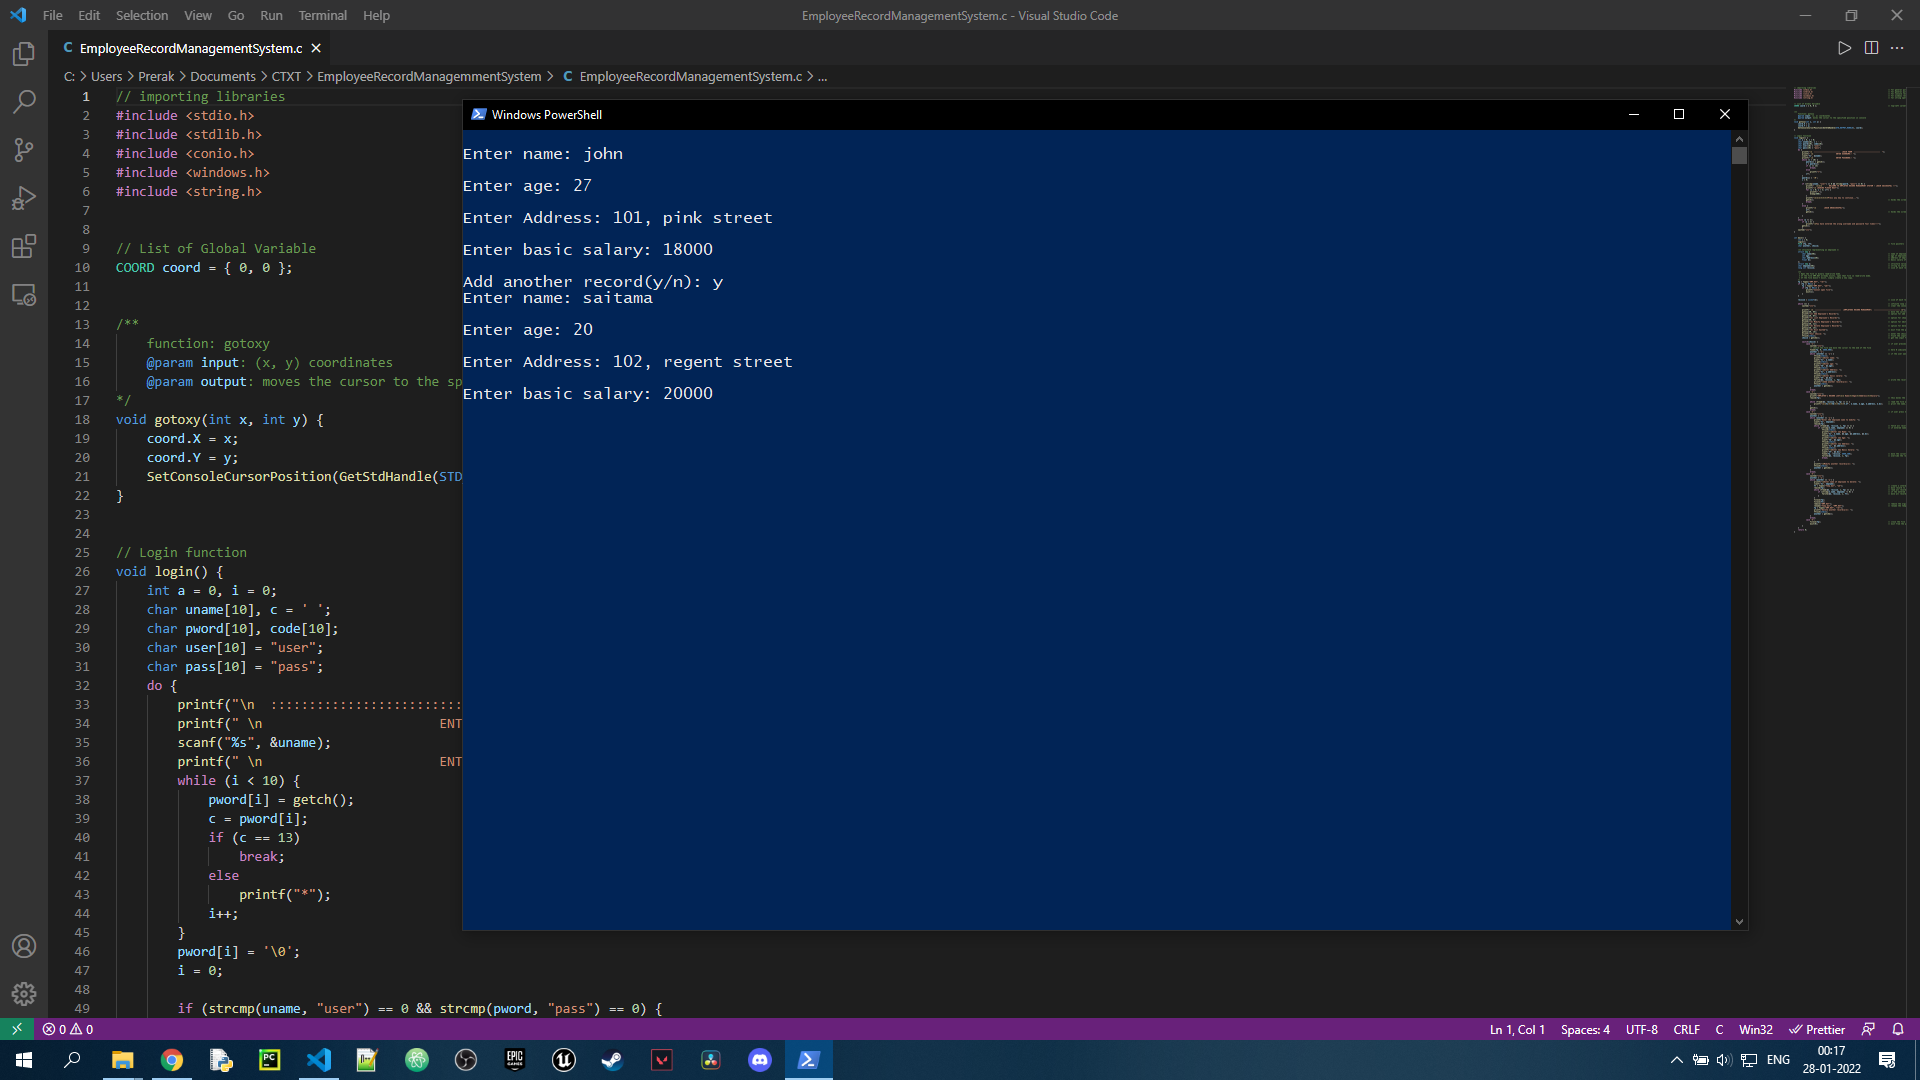 File Edit Selection View Go Run Terminal Help
EmployeeRecordManagementSystem.c - Visual Studio Code
C EmployeeRecordManagementSystem.c
C: > Users > Prerak > Documents > CTXT > EmployeeRecordManagemmentSystem > C EmployeeRecordManagementSystem.c > ...
1 // importing libraries
2 #include <stdio.h>
3 #include <stdlib.h>
4 #include <conio.h>
5 #include <windows.h>
6 #include <string.h>
7
8
9 // List of Global Variable
10 COORD coord = { 0, 0 };
11
12
13 /**
14 function: gotoxy
15 @param input: (x, y) coordinates
16 @param output: moves the cursor to the sp
17 */
18 void gotoxy(int x, int y) {
19 coord.X = x;
20 coord.Y = y;
21 SetConsoleCursorPosition(GetStdHandle(STD
22 }
23
24
25 // Login function
26 void login() {
27 int a = 0, i = 0;
28 char uname[10], c = ' ';
29 char pword[10], code[10];
30 char user[10] = "user";
31 char pass[10] = "pass";
32 do {
33 printf("\n :::::::::::::::::::::::::
34 printf(" \n ENT
35 scanf("%s", &uname);
36 printf(" \n ENT
37 while (i < 10) {
38 pword[i] = getch();
39 c = pword[i];
40 if (c == 13)
41 break;
42 else
43 printf("*");
44 i++;
45 }
46 pword[i] = '\0';
47 i = 0;
48
49 if (strcmp(uname, "user") == 0 && strcmp(pword, "pass") == 0) {
Windows PowerShell
Enter name: john
Enter age: 27
Enter Address: 101, pink street
Enter basic salary: 18000
Add another record(y/n): y
Enter name: saitama
Enter age: 20
Enter Address: 102, regent street
Enter basic salary: 20000
0 0
Ln 1, Col 1 Spaces: 4 UTF-8 CRLF C Win32 Prettier
PC
EPIC GAMES
ENG
00:17
28-01-2022